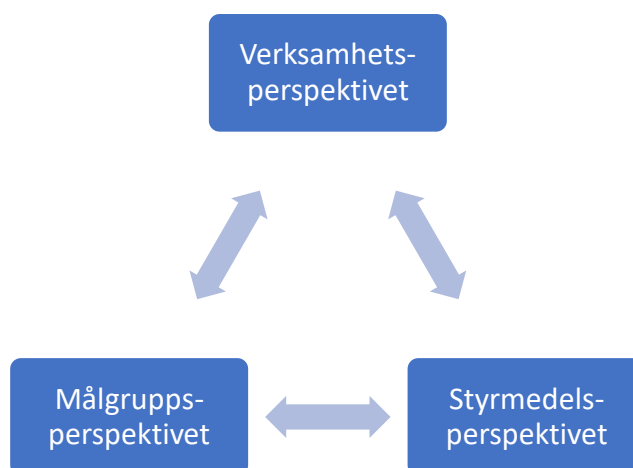 Verksamhets-
perspektivet
Målgrupps-
perspektivet
Styrmedels-
perspektivet